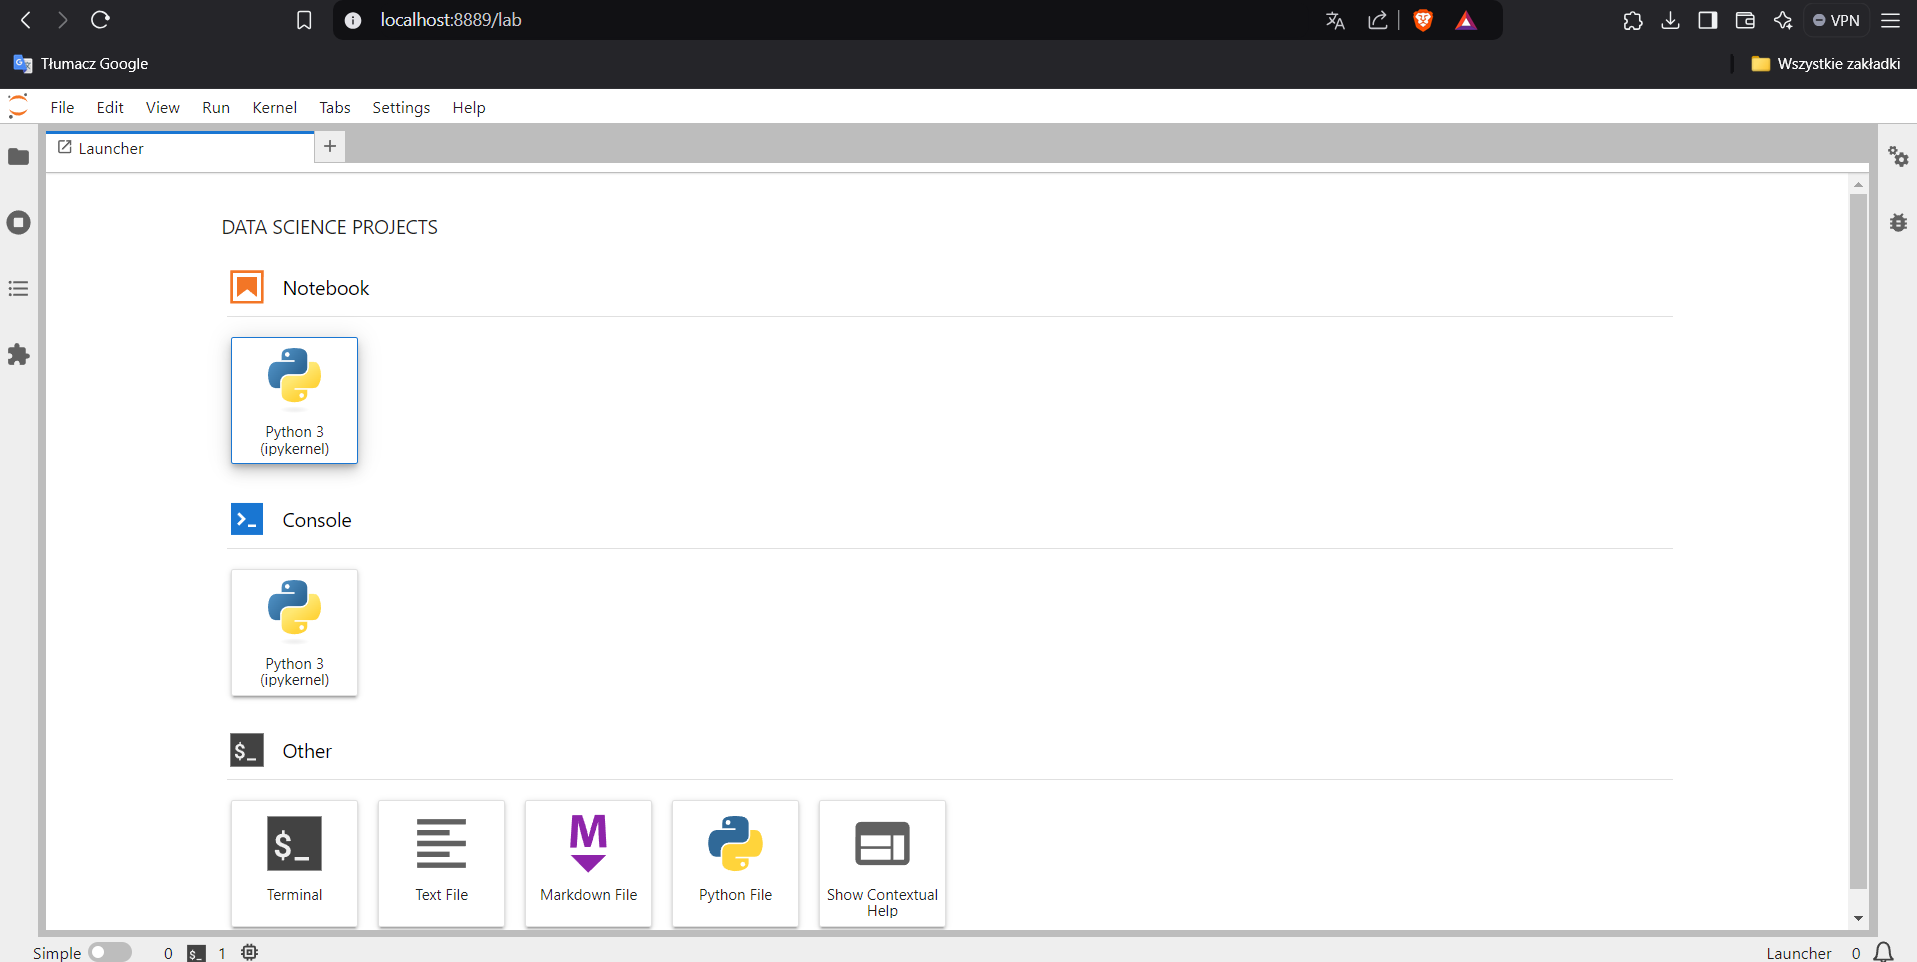 localhost:8889/lab
VPN
Tłumacz Google
Wszystkie zakładki
File Edit View Run Kernel Tabs Settings Help
Launcher
DATA SCIENCE PROJECTS
Notebook
Python 3
(ipykernel)
Console
Python 3
(ipykernel)
$_ Other
$_
M
Terminal
Text File
Markdown File
Python File
Show Contextual
Help
Simple 0 $_ 1
Launcher 0